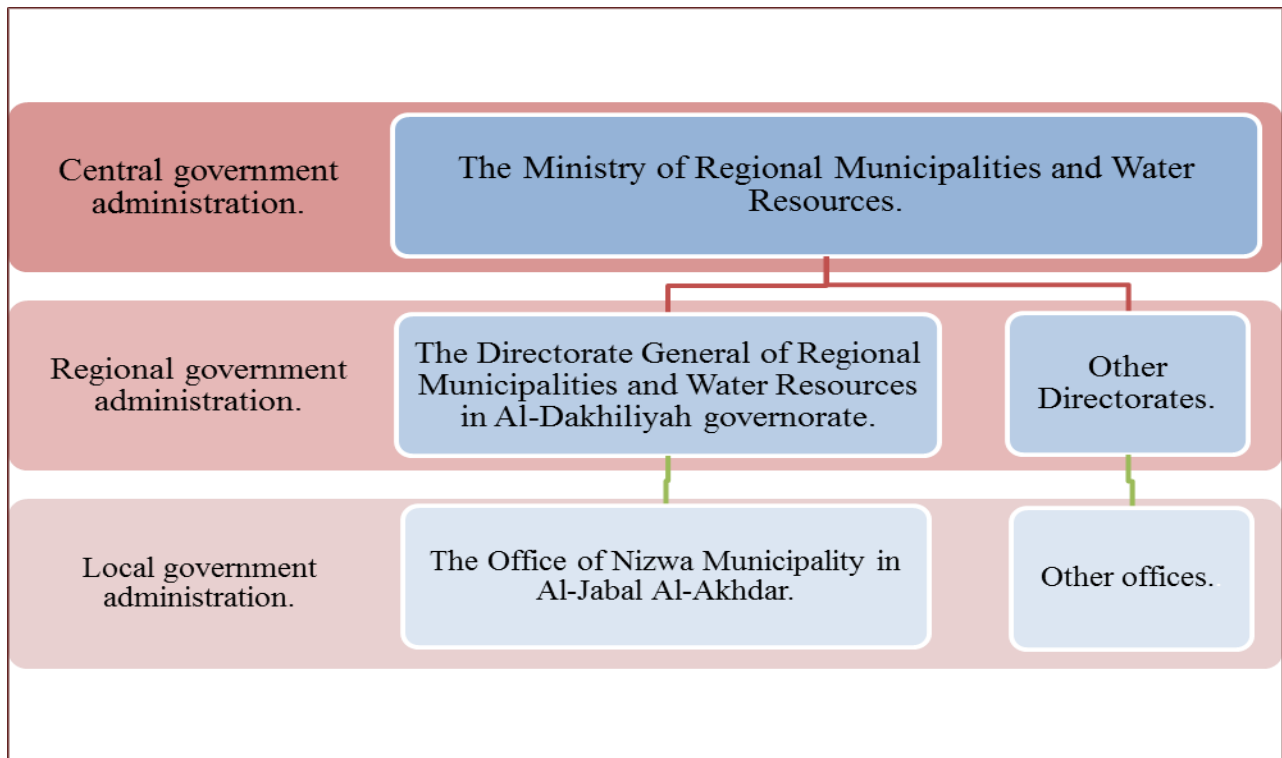 Central government
administration.
The Ministry of Regional Municipalities and Water
Resources.
Regional government
administration.
The Directorate General of Regional
Municipalities and Water Resources
in Al-Dakhiliyah governorate.
Other
Directorates.
Local government
administration.
The Office of Nizwa Municipality in
Al-Jabal Al-Akhdar.
Other offices.